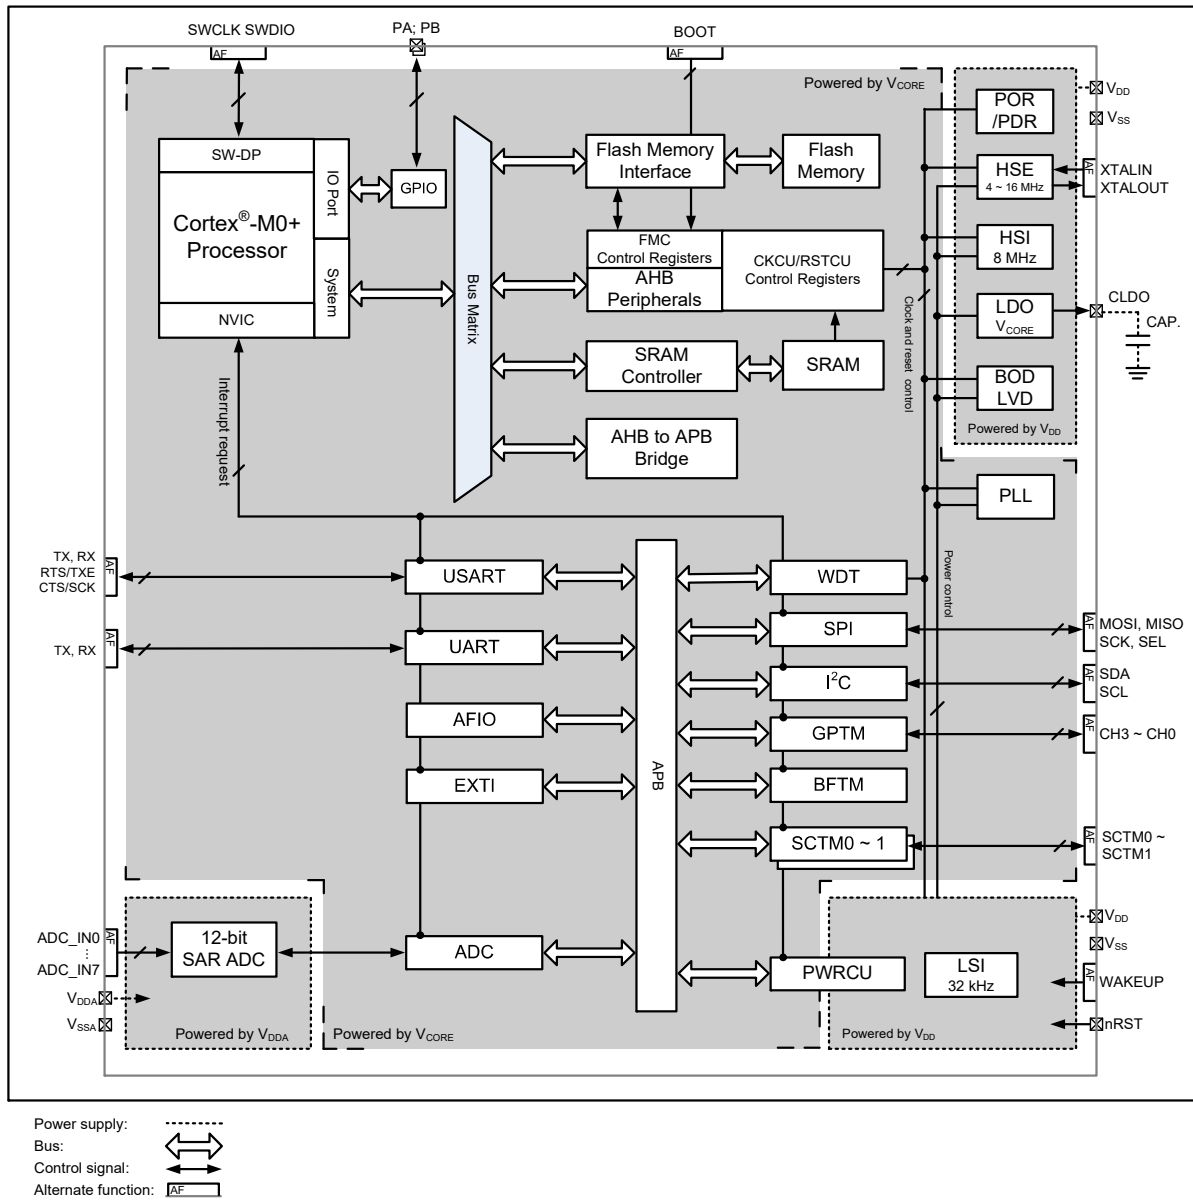 SWCLK SWDIO
PA; PB
BOOT
AF
AF
Powered by VCORE
POR
/PDR
VDD
VSS
SW-DP
IO Port
Cortex®-M0+
Processor
System
NVIC
GPIO
Bus Matrix
Flash Memory
Interface
Flash
Memory
HSE
4 ~ 16 MHz
AF
XTALIN
XTALOUT
FMC
Control Registers
AHB
Peripherals
CKCU/RSTCU
Control Registers
HSI
8 MHz
Clock and reset control
LDO
VCORE
CLDO
CAP.
SRAM
Controller
SRAM
BOD
LVD
Powered by VDD
Interrupt request
AHB to APB
Bridge
PLL
Power control
TX, RX
RTS/TXE
CTS/SCK
AF
USART
APB
WDT
TX, RX
AF
UART
SPI
AF
MOSI, MISO
SCK, SEL
I2C
AF
SDA
SCL
AFIO
GPTM
AF
CH3 ~ CH0
EXTI
BFTM
SCTM0 ~ 1
AF
SCTM0 ~
SCTM1
ADC_IN0
⋮
ADC_IN7
AF
12-bit
SAR ADC
ADC
PWRCU
LSI
32 kHz
VDD
VSS
AF
WAKEUP
nRST
VDDA
VSSA
Powered by VDDA
Powered by VCORE
Powered by VDD
Power supply:
Bus:
Control signal:
Alternate function:
AF